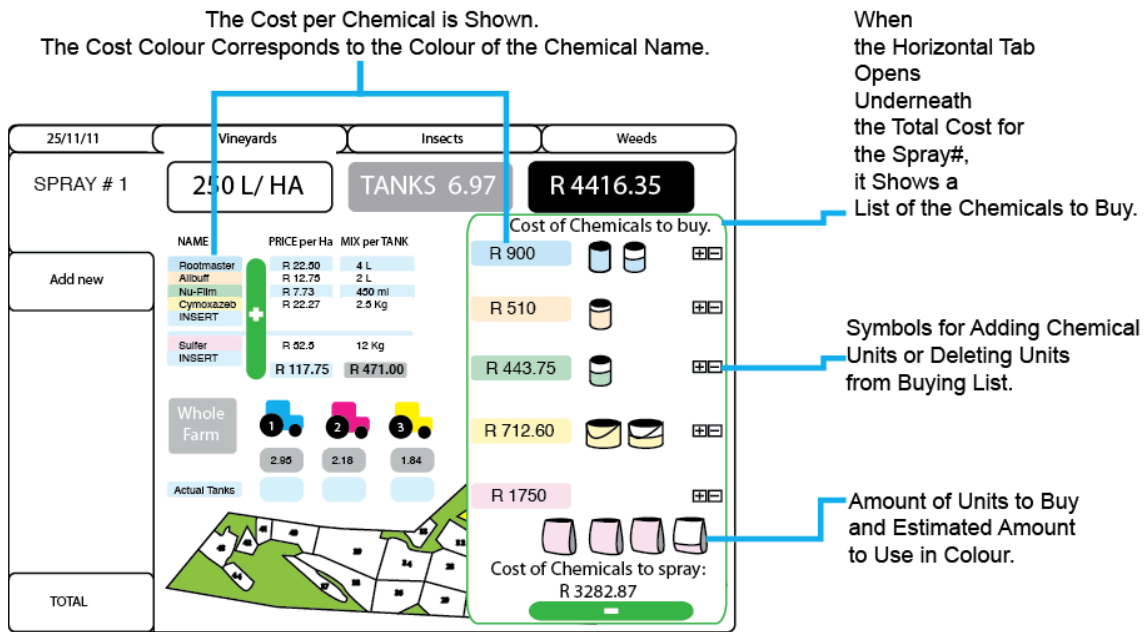 The Cost per Chemical is Shown.
The Cost Colour Corresponds to the Colour of the Chemical Name.
When
the Horizontal Tab
Opens
Underneath
the Total Cost for
the Spray#,
it Shows a
List of the Chemicals to Buy.
25/11/11
Vineyards
Insects
Weeds
SPRAY # 1
250 L/ HA
TANKS 6.97
R 4416.35
Add new
TOTAL
NAME PRICE per Ha MIX per TANK
Rootmaster R 22.50 4 L
Allbuff R 12.75 2 L
Nu-Film R 7.73 450 ml
Cymoxazeb R 22.27 2.5 Kg
INSERT
Sulfer R 52.5 12 Kg
INSERT
R 117.75 R 471.00
Whole
Farm
1 2 3
2.95 2.18 1.84
Actual Tanks
Cost of Chemicals to buy.
R 900
R 510
R 443.75
R 712.60
R 1750
Cost of Chemicals to spray:
R 3282.87
Symbols for Adding Chemical
Units or Deleting Units
from Buying List.
Amount of Units to Buy
and Estimated Amount
to Use in Colour.